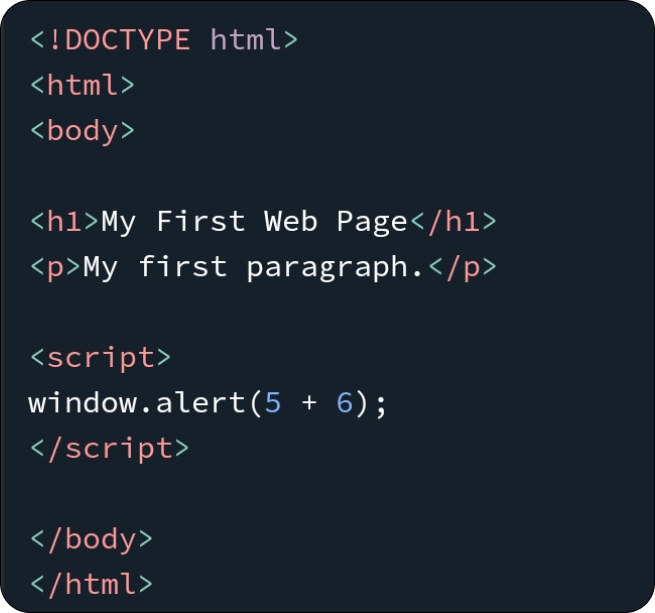 <!DOCTYPE html>
<html>
<body>
<h1>My First Web Page</h1>
<p>My first paragraph.</p>
<script>
window.alert(5 + 6);
</script>
</body>
</html>